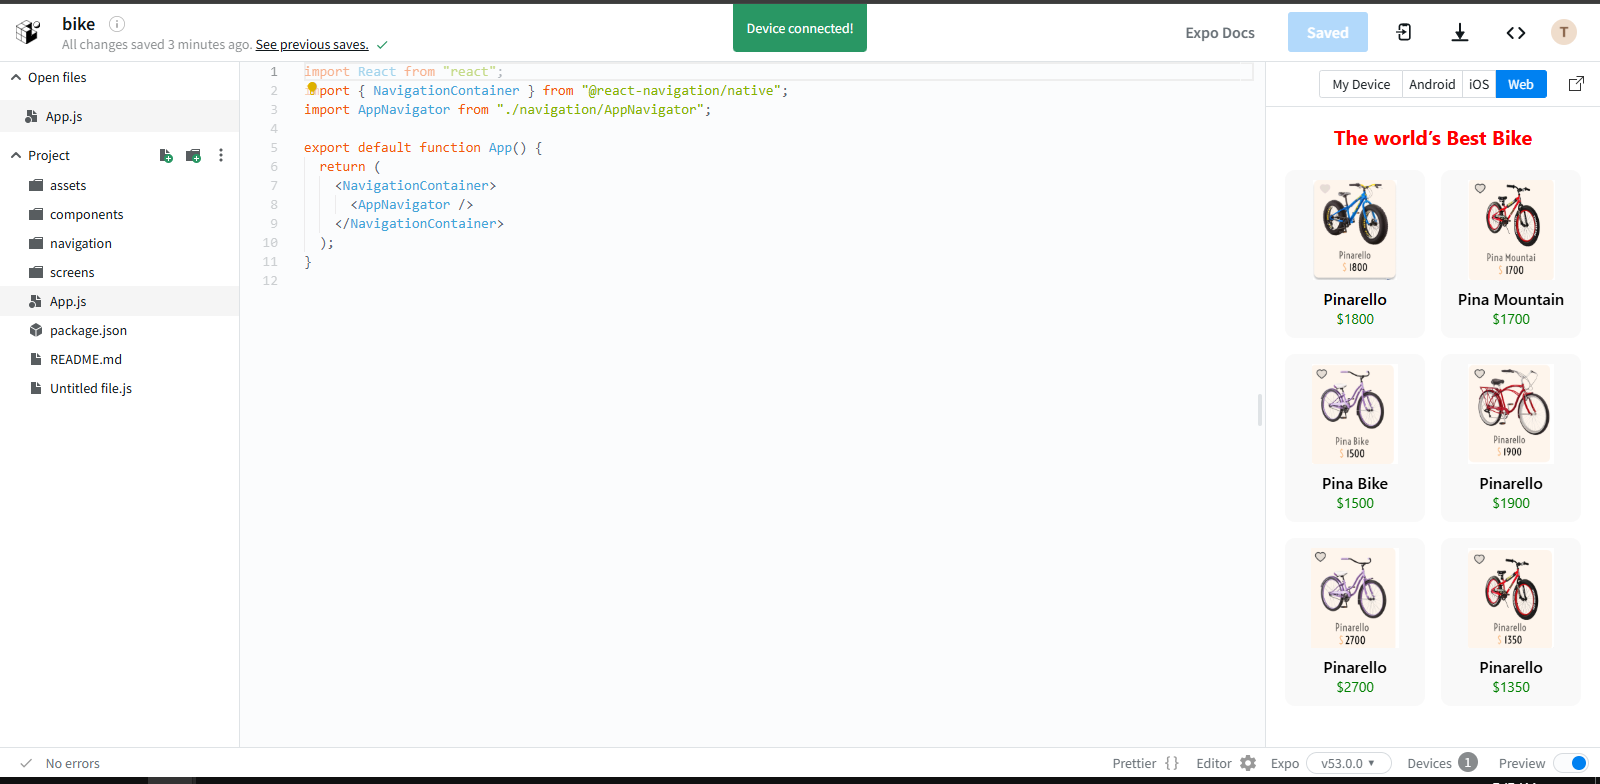 bike
All changes saved 3 minutes ago. See previous saves.
Device connected!
Expo Docs
Saved
T
Open files
App.js
Project
assets
components
navigation
screens
App.js
package.json
README.md
Untitled file.js
1 import React from "react";
2 import { NavigationContainer } from "@react-navigation/native";
3 import AppNavigator from "./navigation/AppNavigator";
4
5 export default function App() {
6 return (
7 <NavigationContainer>
8 <AppNavigator />
9 </NavigationContainer>
10 );
11 }
12
My Device Android iOS Web
The world's Best Bike
Pinarello
$ 1800
Pinarello
$1800
Pina Mountai
$ 1700
Pina Mountain
$1700
Pina Bike
$ 1500
Pina Bike
$1500
Pinarello
$ 1900
Pinarello
$1900
Pinarello
$ 2700
Pinarello
$2700
Pinarello
$ 1350
Pinarello
$1350
No errors
Prettier { }
Editor
Expo
v53.0.0
Devices 1
Preview